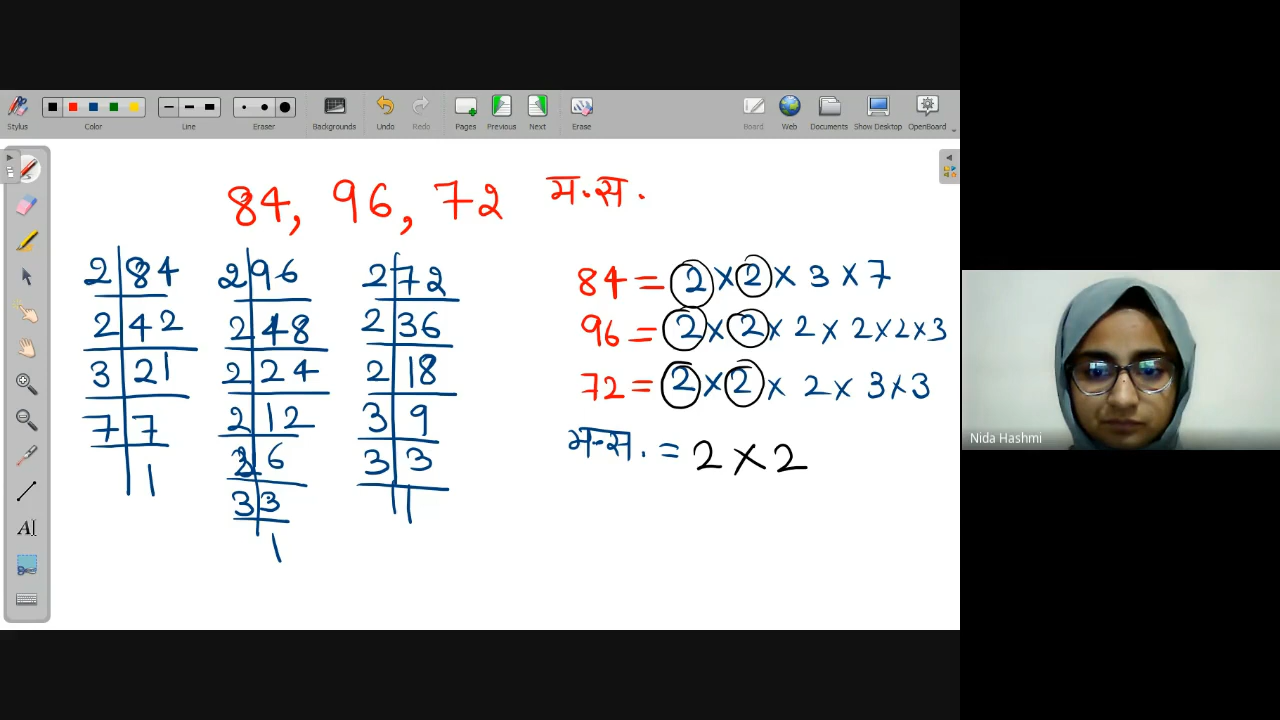 Stylus Color Line Eraser Backgrounds Undo Redo Pages Previous Next Erase Board Web Documents Show Desktop OpenBoard
84, 96, 72 म.स.
2 | 84
2 | 42
3 | 21
7 | 7
1
2 | 96
2 | 48
2 | 24
2 | 12
2 | 6
3 | 3
1
2 | 72
2 | 36
2 | 18
3 | 9
3 | 3
1
84 = 2 × 2 × 3 × 7
96 = 2 × 2 × 2 × 2 × 2 × 3
72 = 2 × 2 × 2 × 3 × 3
म.स. = 2 × 2
Nida Hashmi